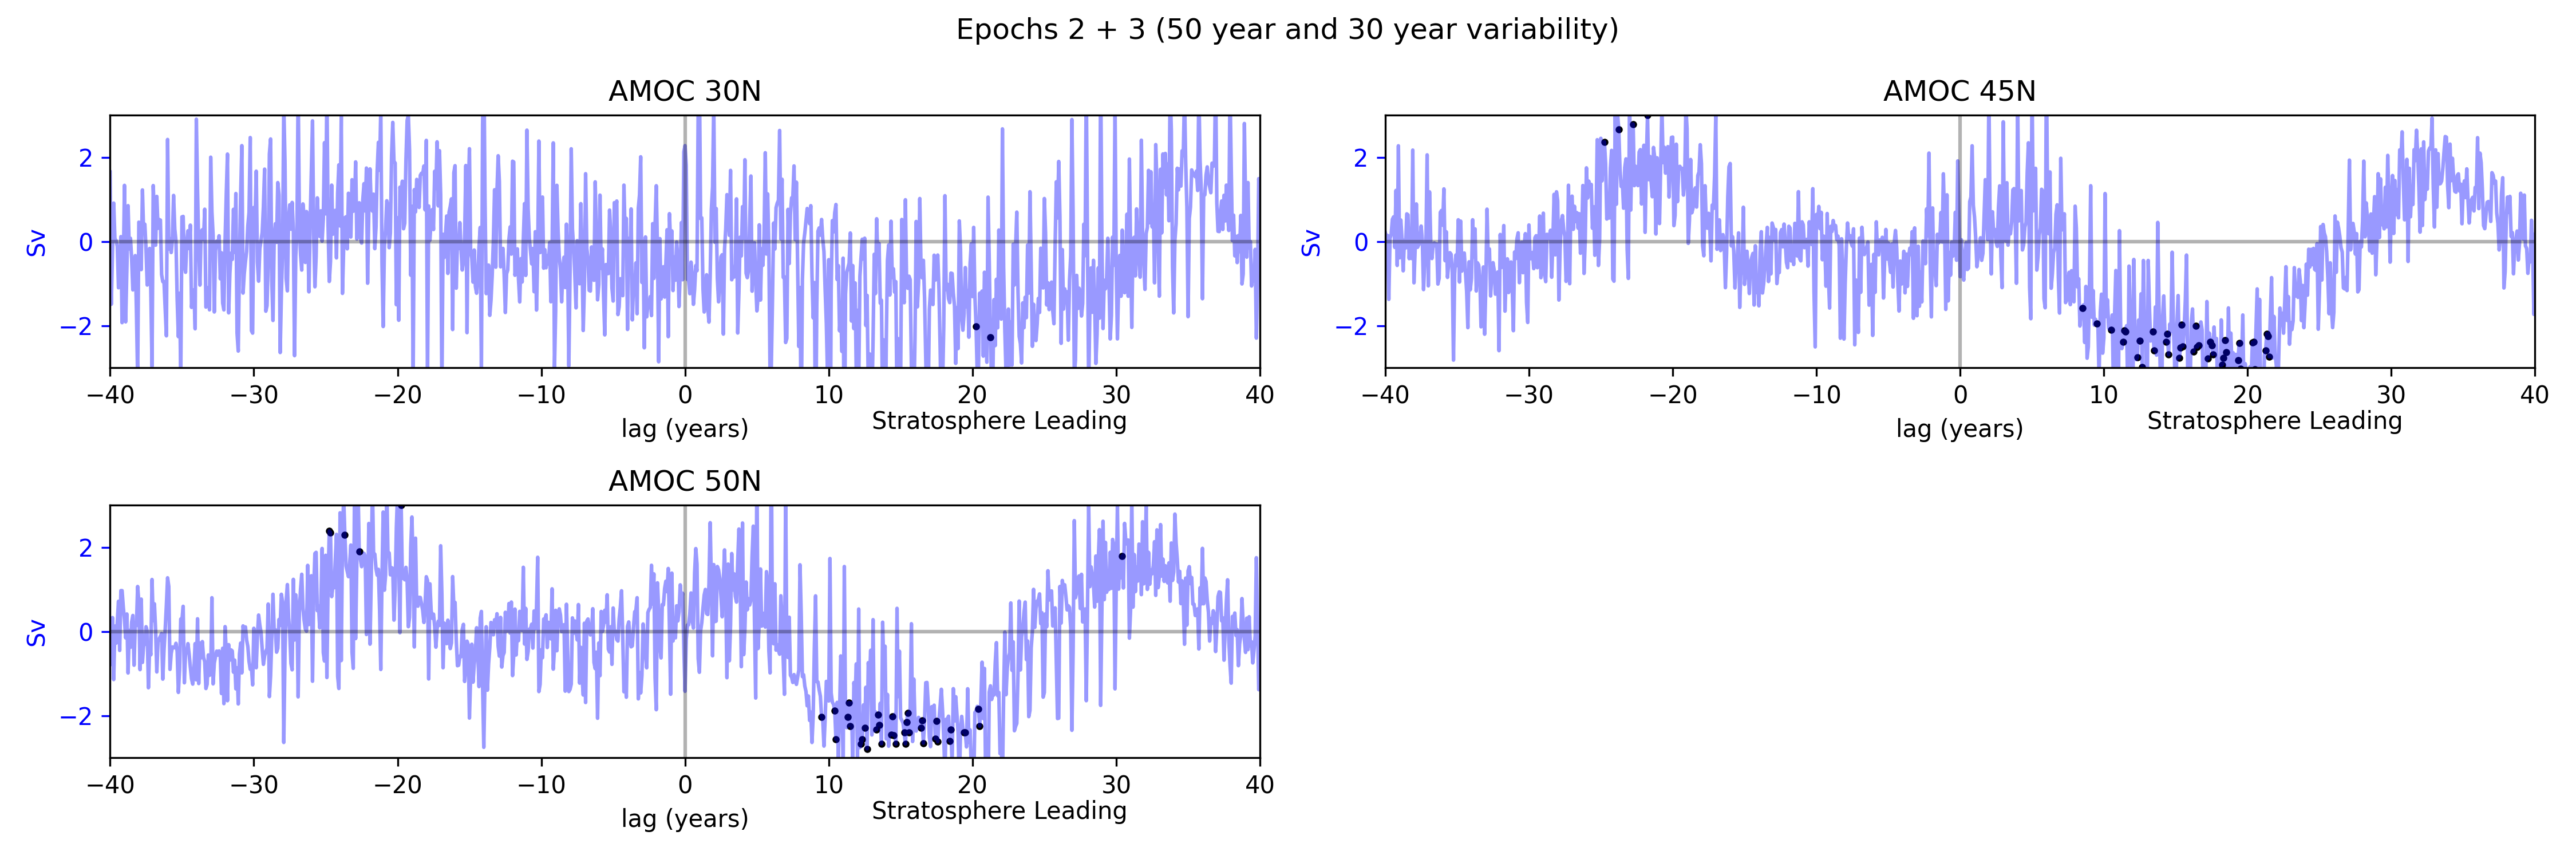 Epochs 2 + 3 (50 year and 30 year variability)
AMOC 30N
Sv
2
0
−2
−40 −30 −20 −10 0 10 20 30 40
lag (years)
Stratosphere Leading
AMOC 45N
Sv
2
0
−2
−40 −30 −20 −10 0 10 20 30 40
lag (years)
Stratosphere Leading
AMOC 50N
Sv
2
0
−2
−40 −30 −20 −10 0 10 20 30 40
lag (years)
Stratosphere Leading